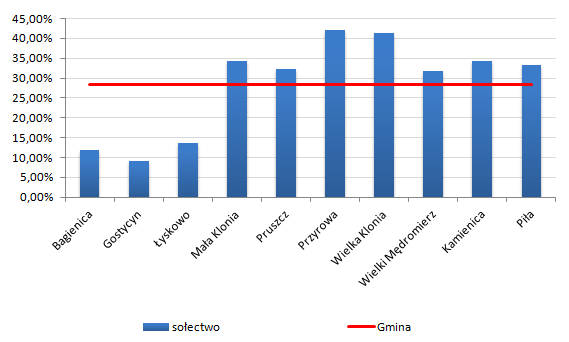 45,00%
40,00%
35,00%
30,00%
25,00%
20,00%
15,00%
10,00%
5,00%
0,00%
Bagienica
Gostycyn
Łyskowo
Mała Klonia
Pruszcz
Przyrowa
Wielka Klonia
Wielki Mędromierz
Kamienica
Piła
sołectwo
Gmina